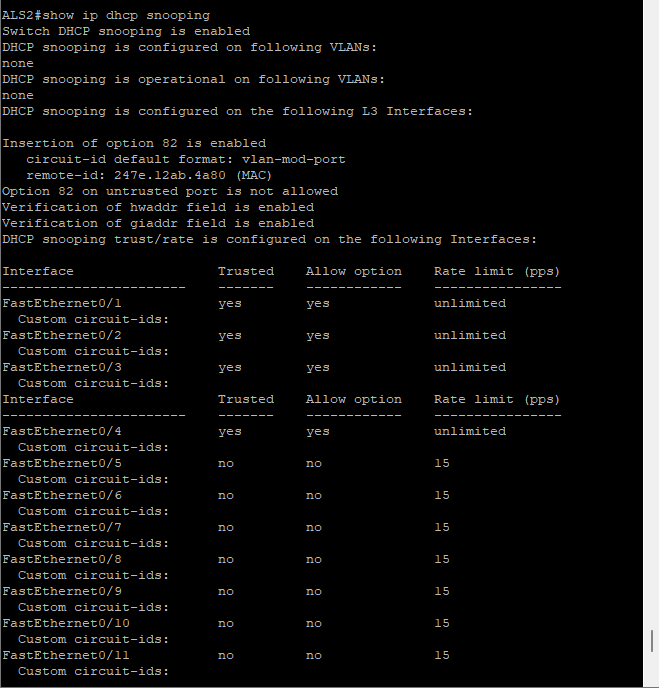 ALS2#show ip dhcp snooping
Switch DHCP snooping is enabled
DHCP snooping is configured on following VLANs:
none
DHCP snooping is operational on following VLANs:
none
DHCP snooping is configured on the following L3 Interfaces:

Insertion of option 82 is enabled
   circuit-id default format: vlan-mod-port
   remote-id: 247e.12ab.4a80 (MAC)
Option 82 on untrusted port is not allowed
Verification of hwaddr field is enabled
Verification of giaddr field is enabled
DHCP snooping trust/rate is configured on the following Interfaces:

Interface                  Trusted    Allow option    Rate limit (pps)
-----------------------    -------    ------------    ----------------
FastEthernet0/1            yes        yes             unlimited
  Custom circuit-ids:
FastEthernet0/2            yes        yes             unlimited
  Custom circuit-ids:
FastEthernet0/3            yes        yes             unlimited
  Custom circuit-ids:
Interface                  Trusted    Allow option    Rate limit (pps)
-----------------------    -------    ------------    ----------------
FastEthernet0/4            yes        yes             unlimited
  Custom circuit-ids:
FastEthernet0/5            no         no              15
  Custom circuit-ids:
FastEthernet0/6            no         no              15
  Custom circuit-ids:
FastEthernet0/7            no         no              15
  Custom circuit-ids:
FastEthernet0/8            no         no              15
  Custom circuit-ids:
FastEthernet0/9            no         no              15
  Custom circuit-ids:
FastEthernet0/10           no         no              15
  Custom circuit-ids:
FastEthernet0/11           no         no              15
  Custom circuit-ids: